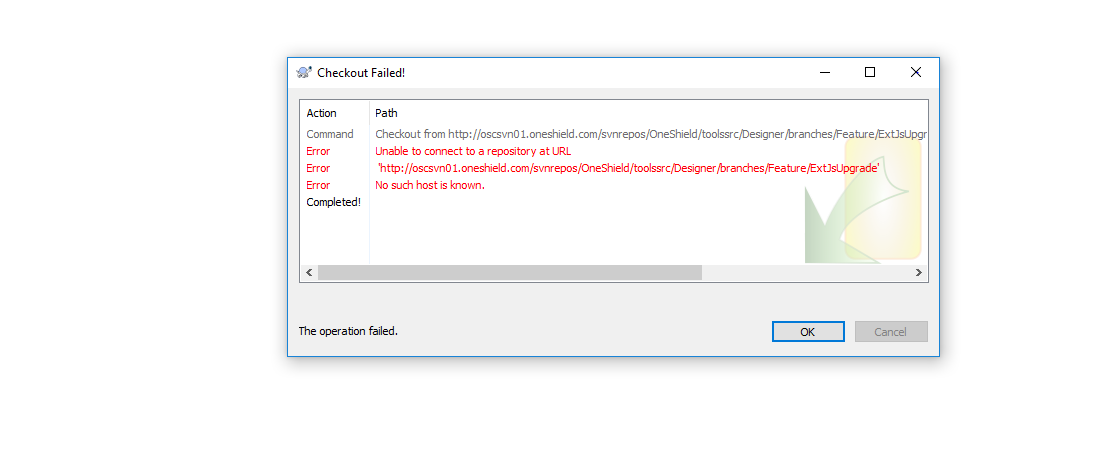 Checkout Failed!
Action Path
Command Checkout from http://oscsvn01.oneshield.com/svnrepos/OneShield/toolssrc/Designer/branches/Feature/ExtJsUpgr
Error Unable to connect to a repository at URL
Error 'http://oscsvn01.oneshield.com/svnrepos/OneShield/toolssrc/Designer/branches/Feature/ExtJsUpgrade'
Error No such host is known.
Completed!
The operation failed.
OK Cancel